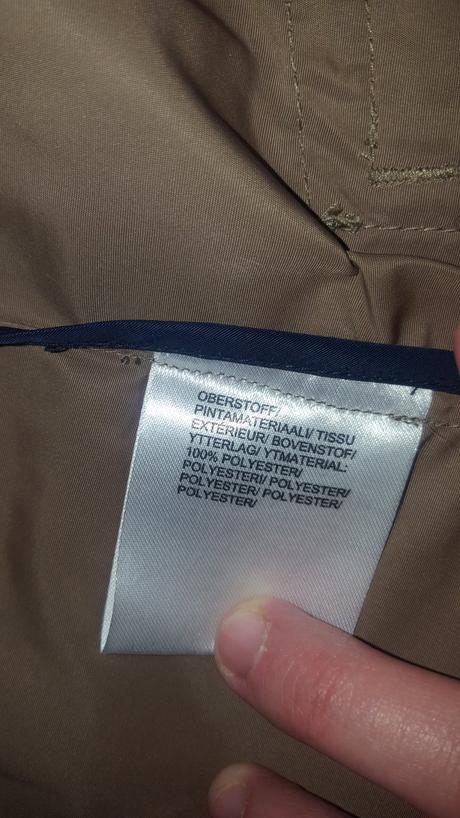 OBERSTOFF/
PINTAMATERIAALI/ TISSU
EXTÉRIEUR/ BOVENSTOF/
YTTERLAG/ YTMATERIAL:
100% POLYESTER/
POLYESTERI/ POLYESTER/
POLYESTER/ POLYESTER/
POLYESTER/